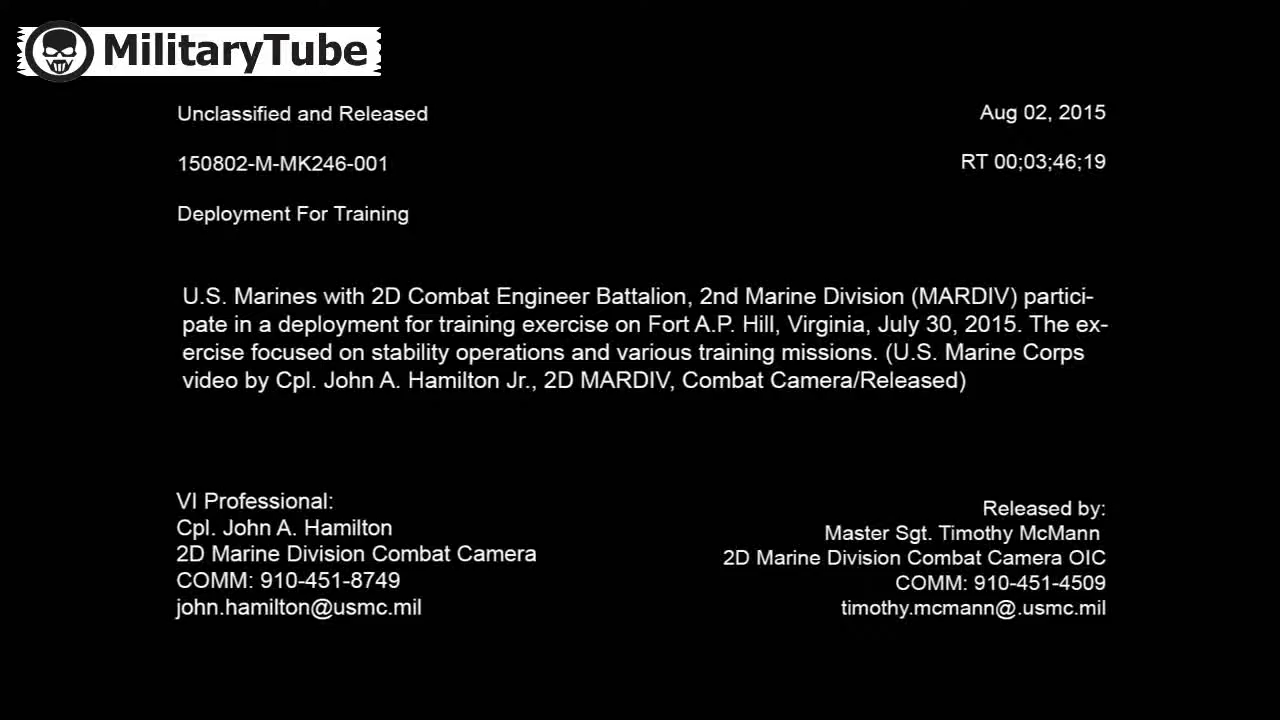 MilitaryTube
Unclassified and Released
Aug 02, 2015
150802-M-MK246-001
RT 00;03;46;19
Deployment For Training
U.S. Marines with 2D Combat Engineer Battalion, 2nd Marine Division (MARDIV) partici-
pate in a deployment for training exercise on Fort A.P. Hill, Virginia, July 30, 2015. The ex-
ercise focused on stability operations and various training missions. (U.S. Marine Corps
video by Cpl. John A. Hamilton Jr., 2D MARDIV, Combat Camera/Released)
VI Professional:
Cpl. John A. Hamilton
2D Marine Division Combat Camera
COMM: 910-451-8749
john.hamilton@usmc.mil
Released by:
Master Sgt. Timothy McMann
2D Marine Division Combat Camera OIC
COMM: 910-451-4509
timothy.mcmann@.usmc.mil